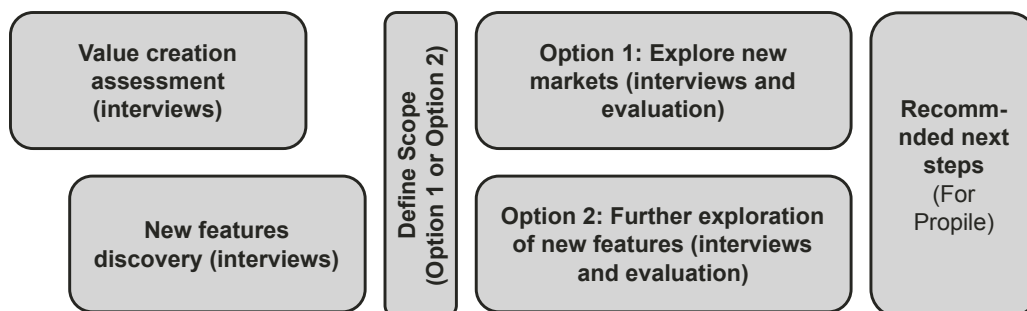 Value creation
assessment
(interviews)
New features
discovery (interviews)
Define Scope
(Option 1 or Option 2)
Option 1: Explore new
markets (interviews and
evaluation)
Option 2: Further exploration
of new features (interviews
and evaluation)
Recomm-
nded next
steps
(For
Propile)